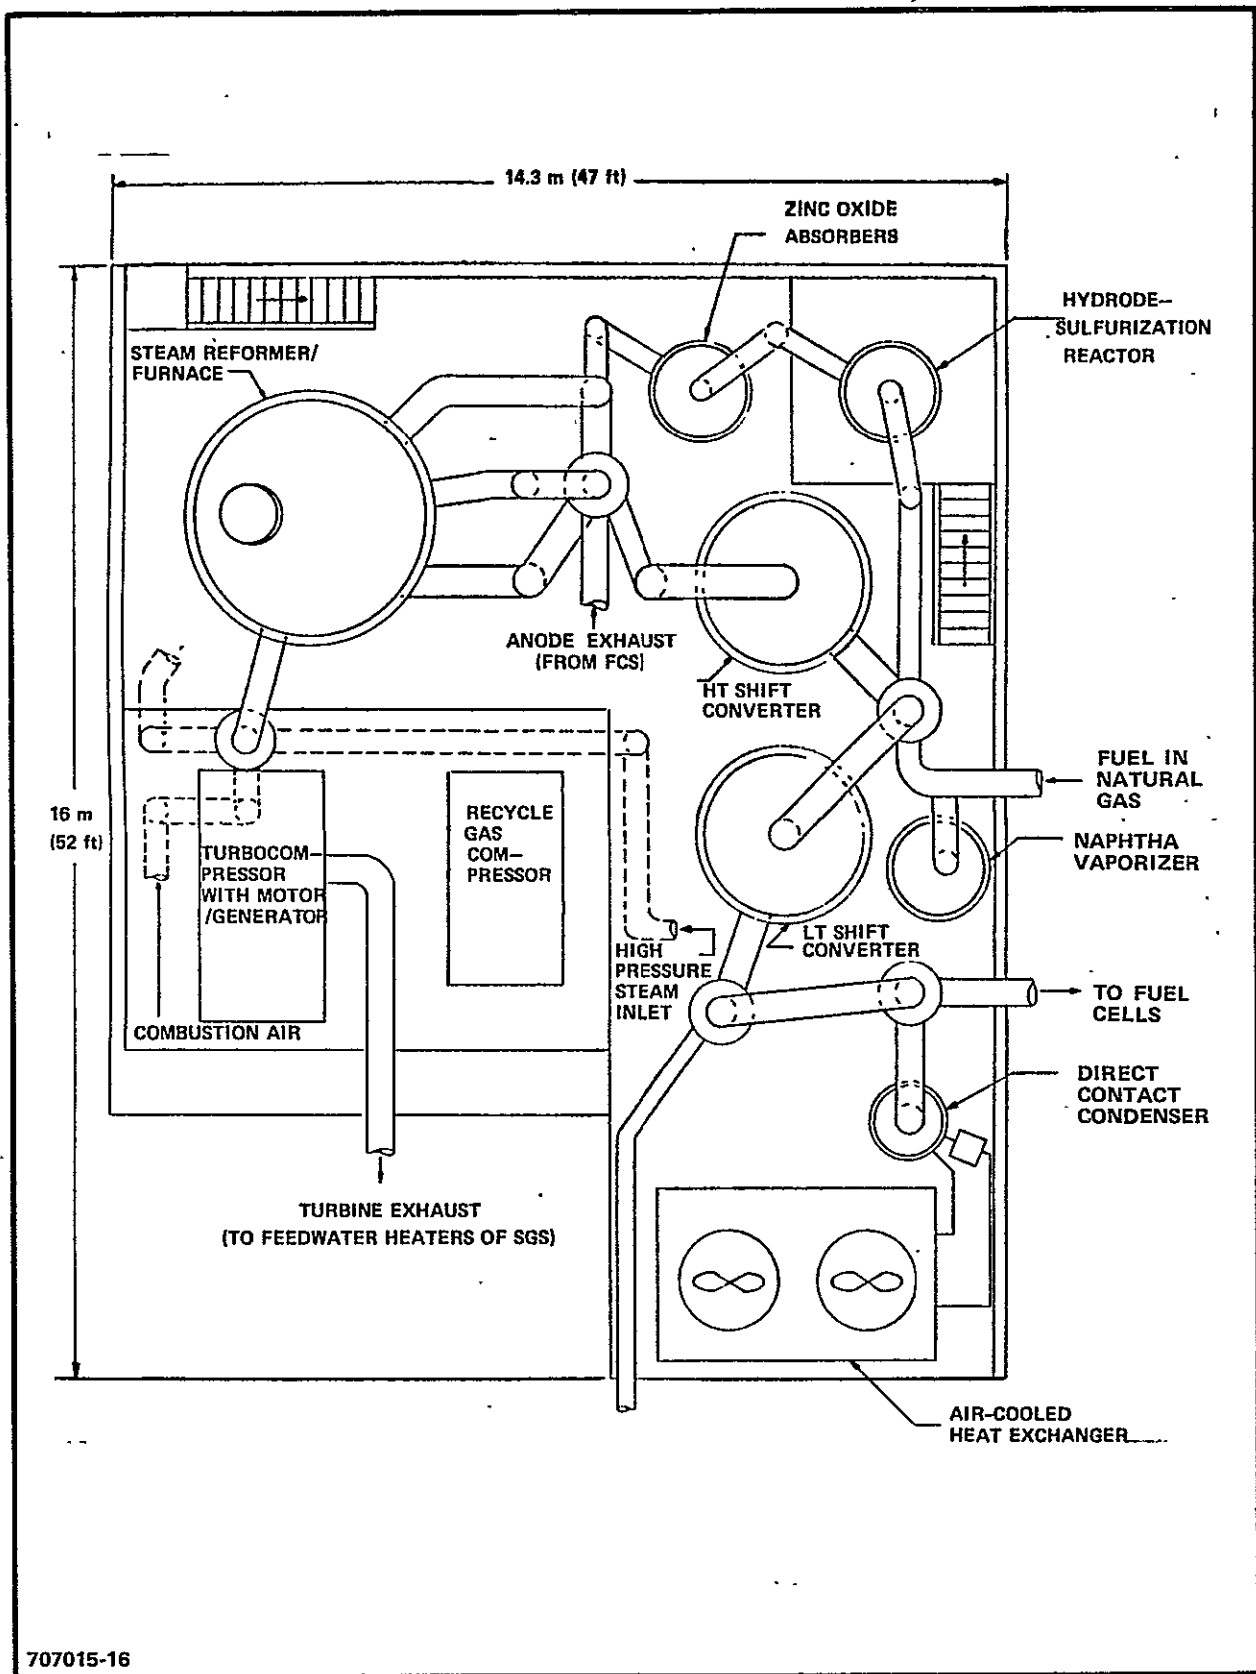 14.3 m (47 ft)
ZINC OXIDE
ABSORBERS
HYDRODE-
SULFURIZATION
REACTOR
STEAM REFORMER/
FURNACE
ANODE EXHAUST
(FROM FCS)
HT SHIFT
CONVERTER
FUEL IN
NATURAL
GAS
16 m
(52 ft)
RECYCLE
GAS
COM-
PRESSOR
TURBOCOM-
PRESSOR
WITH MOTOR
/GENERATOR
NAPHTHA
VAPORIZER
LT SHIFT
CONVERTER
HIGH
PRESSURE
STEAM
INLET
COMBUSTION AIR
TO FUEL
CELLS
DIRECT
CONTACT
CONDENSER
TURBINE EXHAUST
(TO FEEDWATER HEATERS OF SGS)
AIR-COOLED
HEAT EXCHANGER
707015-16